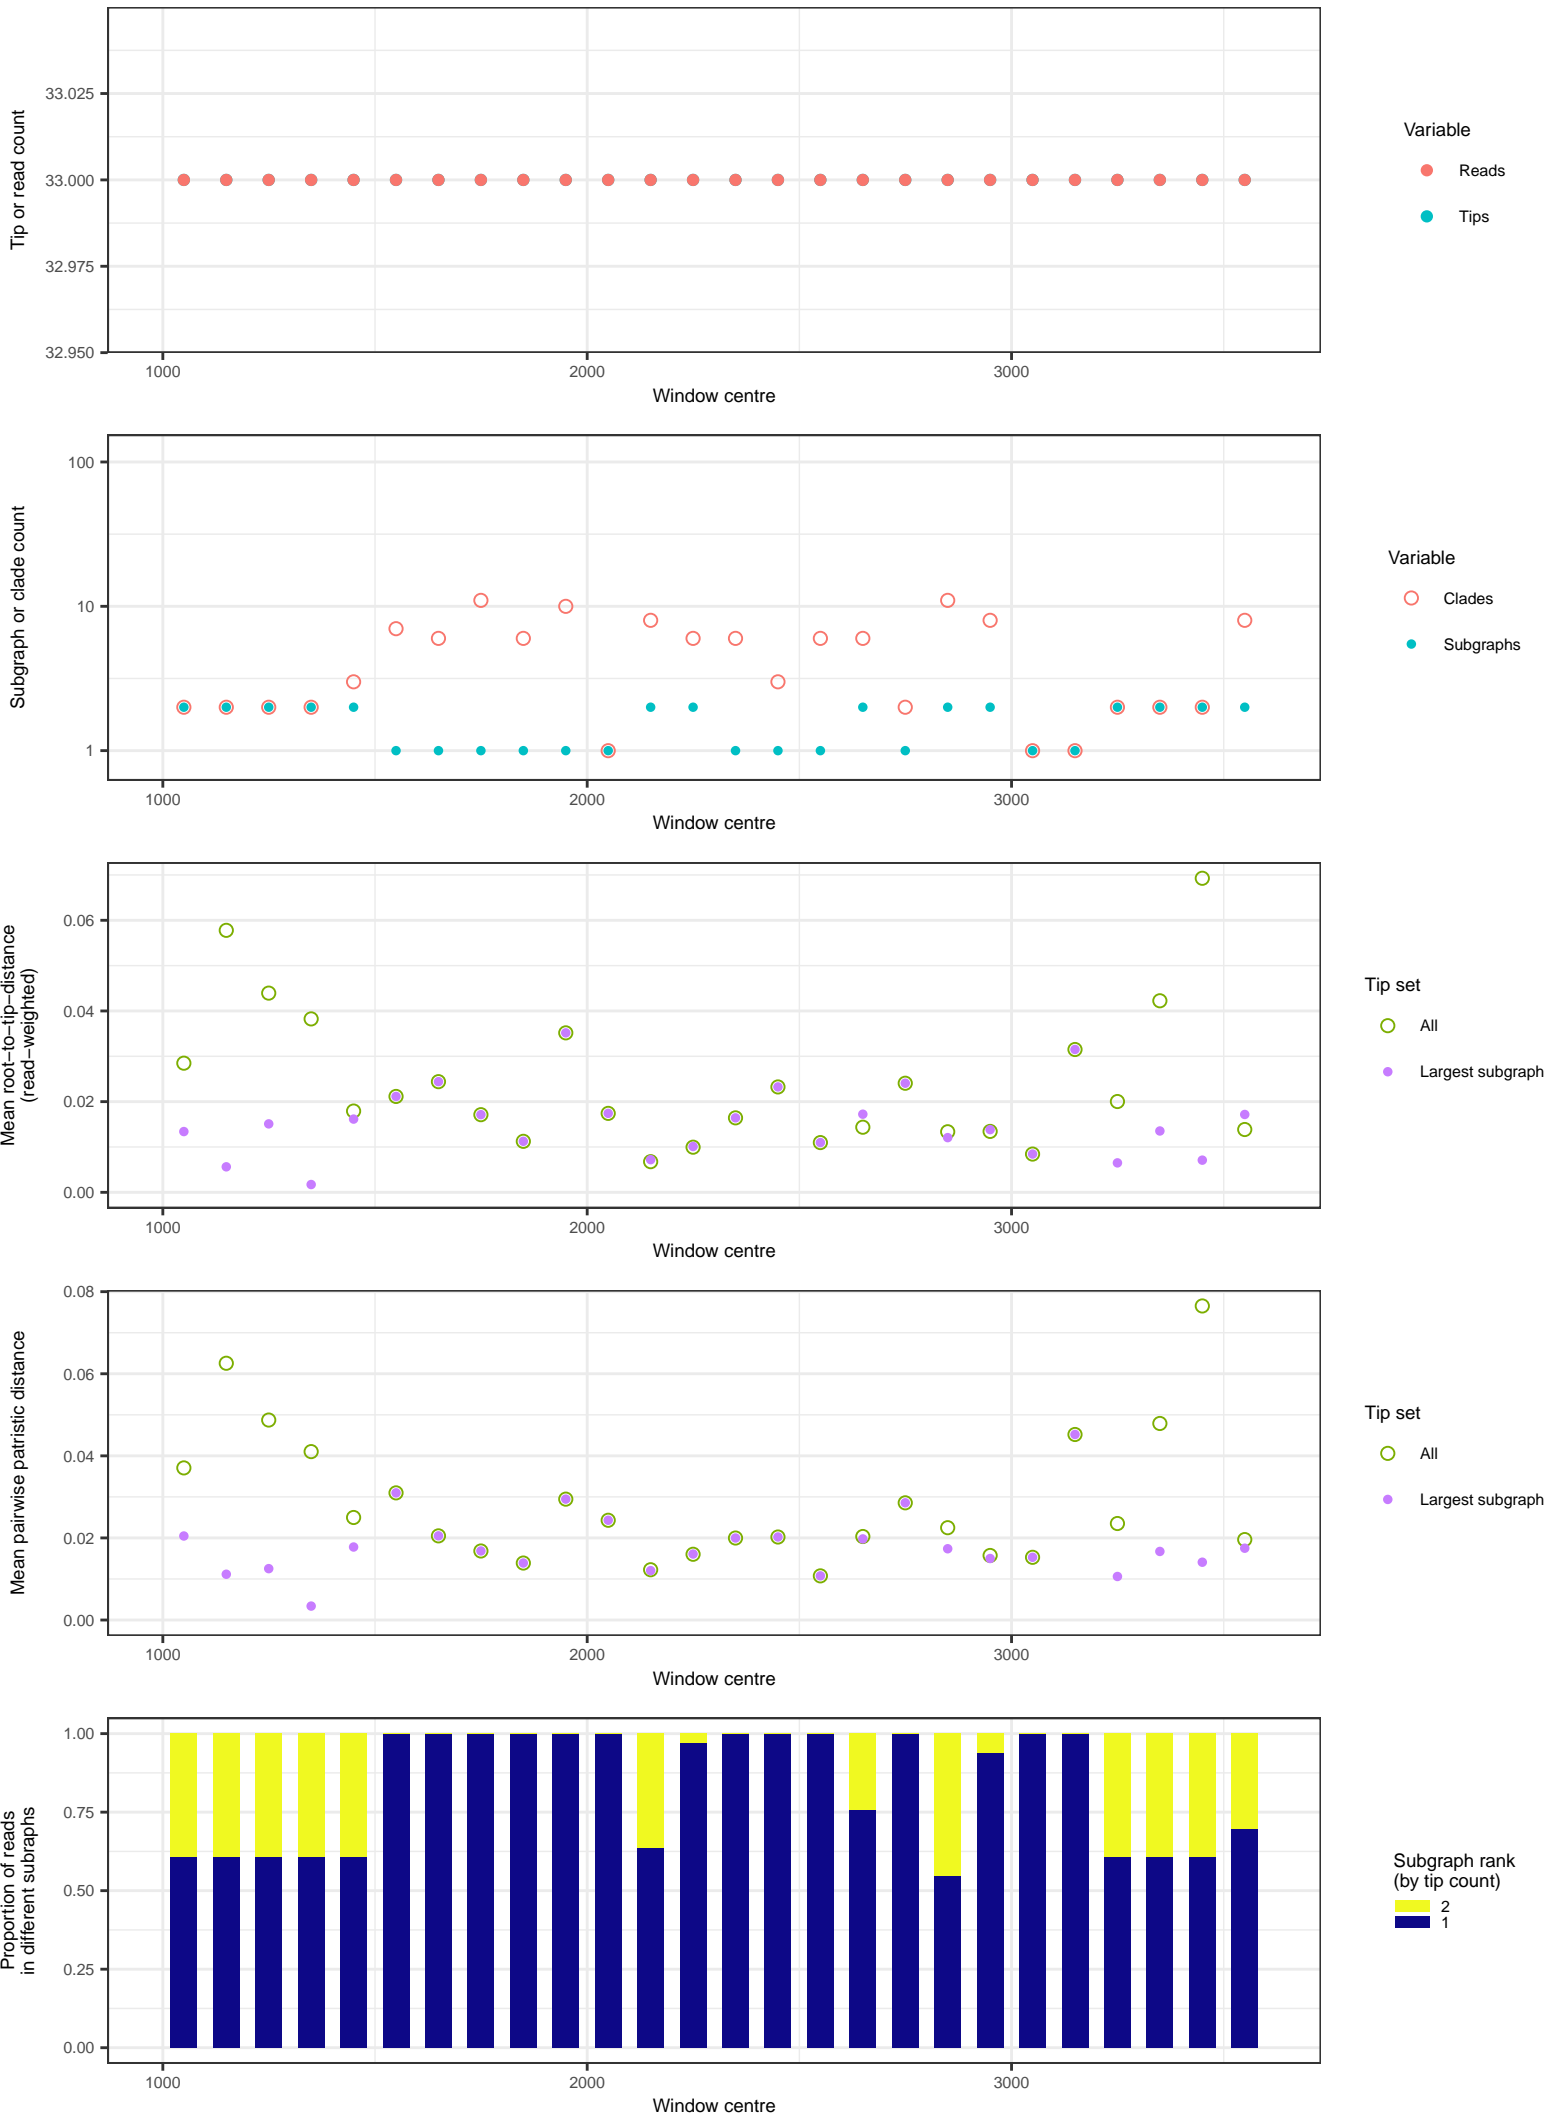 Tip or read count
33.025
33.000
32.975
32.950
1000
2000
3000
Window centre
Variable
Reads
Tips
Subgraph or clade count
100
10
1
1000
2000
3000
Window centre
Variable
Clades
Subgraphs
Mean root−to−tip−distance
(read−weighted)
0.06
0.04
0.02
0.00
1000
2000
3000
Window centre
Tip set
All
Largest subgraph
Mean pairwise patristic distance
0.08
0.06
0.04
0.02
0.00
1000
2000
3000
Window centre
Tip set
All
Largest subgraph
Proportion of reads
in different subraphs
1.00
0.75
0.50
0.25
0.00
1000
2000
3000
Window centre
Subgraph rank
(by tip count)
2
1